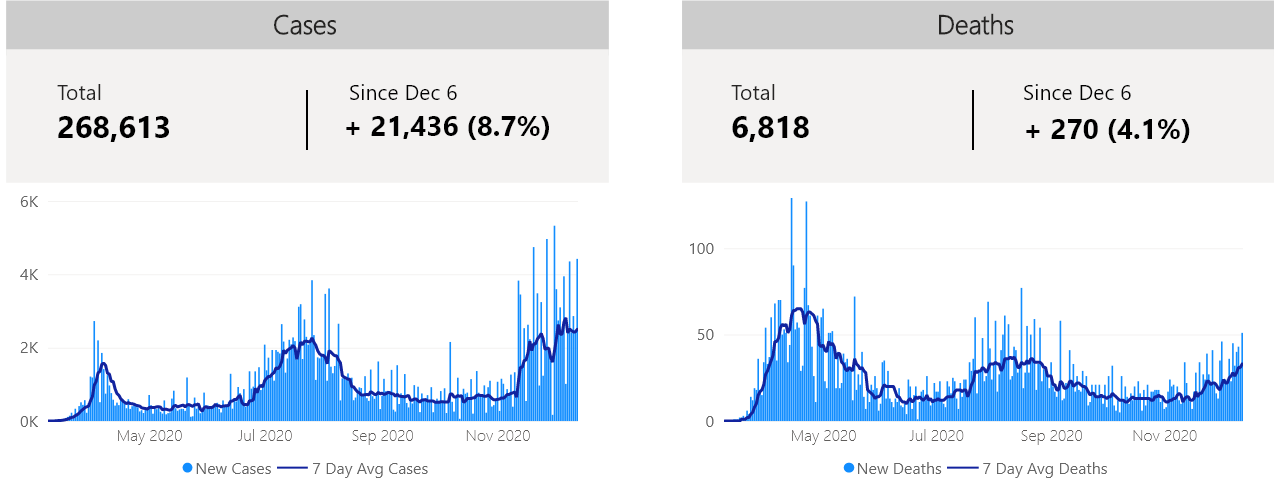 Cases
Total
Since Dec 6
268,613
+ 21,436 (8.7%)
6K
4K
2K
0K
May 2020
Jul 2020
Sep 2020
Nov 2020
New Cases
7 Day Avg Cases
Deaths
Total
Since Dec 6
6,818
+ 270 (4.1%)
100
50
0
May 2020
Jul 2020
Sep 2020
Nov 2020
New Deaths
7 Day Avg Deaths